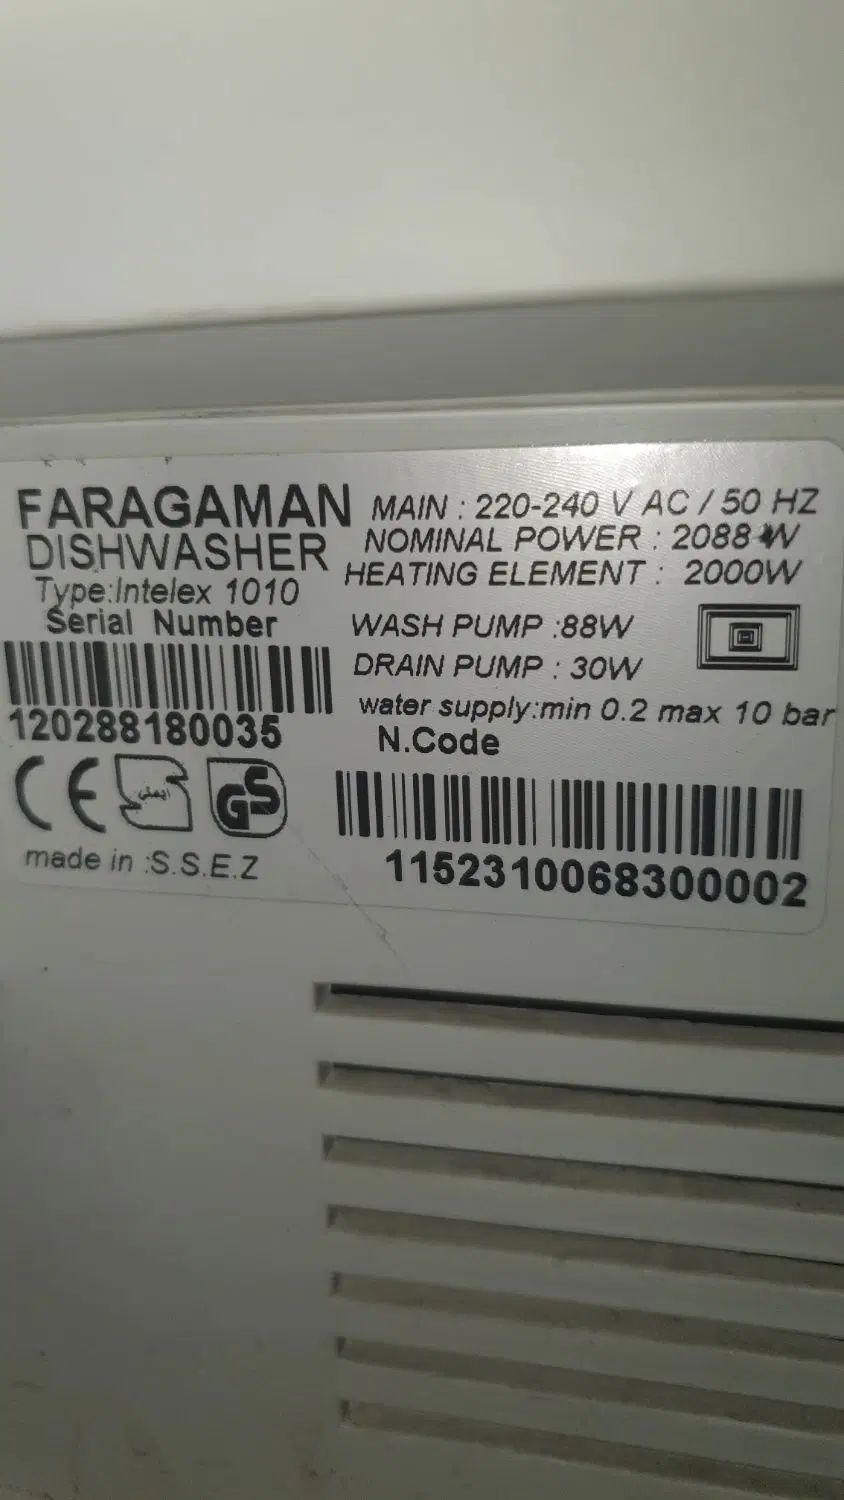 FARAGAMAN
DISHWASHER
Type:Intelex 1010
Serial Number
120288180035
CE
ایمنی
GS
made in :S.S.E.Z
MAIN : 220-240 V AC / 50 HZ
NOMINAL POWER : 2088 W
HEATING ELEMENT : 2000W
WASH PUMP :88W
DRAIN PUMP : 30W
water supply:min 0.2 max 10 bar
N.Code
1152310068300002